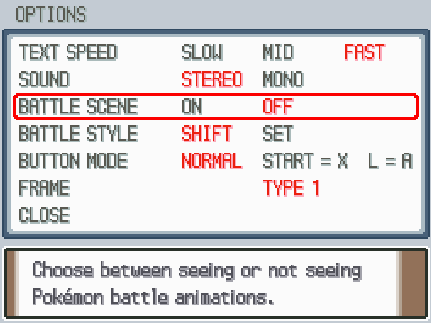 OPTIONS
TEXT SPEED SLOW MID FAST
SOUND STEREO MONO
BATTLE SCENE ON OFF
BATTLE STYLE SHIFT SET
BUTTON MODE NORMAL START = X L = A
FRAME TYPE 1
CLOSE
Choose between seeing or not seeing
Pokémon battle animations.